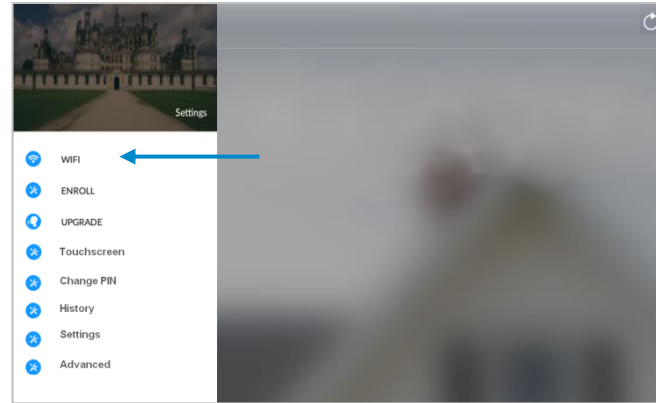 Settings
WIFI
ENROLL
UPGRADE
Touchscreen
Change PIN
History
Settings
Advanced